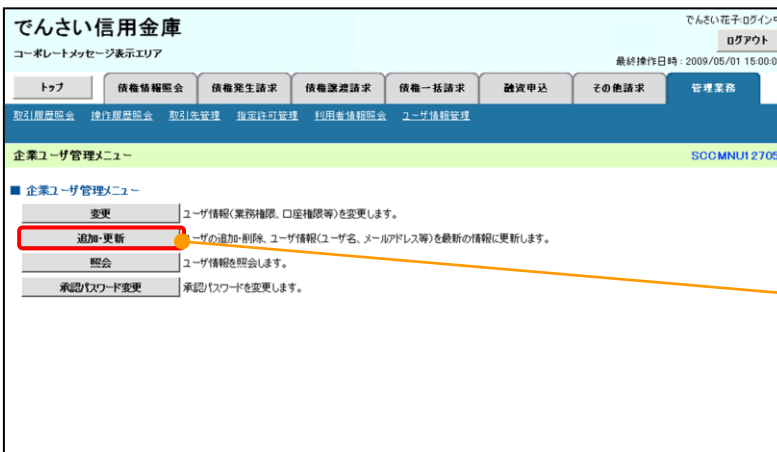 でんさい信用金庫
でんさい花子:ログイン中
ログアウト
コーポレートメッセージ表示エリア
最終操作日時：2009/05/01 15:00:0
トップ 債権情報照会 債権発生請求 債権譲渡請求 債権一括請求 融資申込 その他請求 管理業務
取引履歴照会 操作履歴照会 取引先管理 指定許可管理 利用者情報照会 ユーザ情報管理
企業ユーザ管理メニュー SCCMNU12705
■ 企業ユーザ管理メニュー
変更 ユーザ情報(業務権限、口座権限等)を変更します。
追加・更新 ユーザの追加・削除、ユーザ情報(ユーザ名、メールアドレス等)を最新の情報に更新します。
照会 ユーザ情報を照会します。
承認パスワード変更 承認パスワードを変更します。